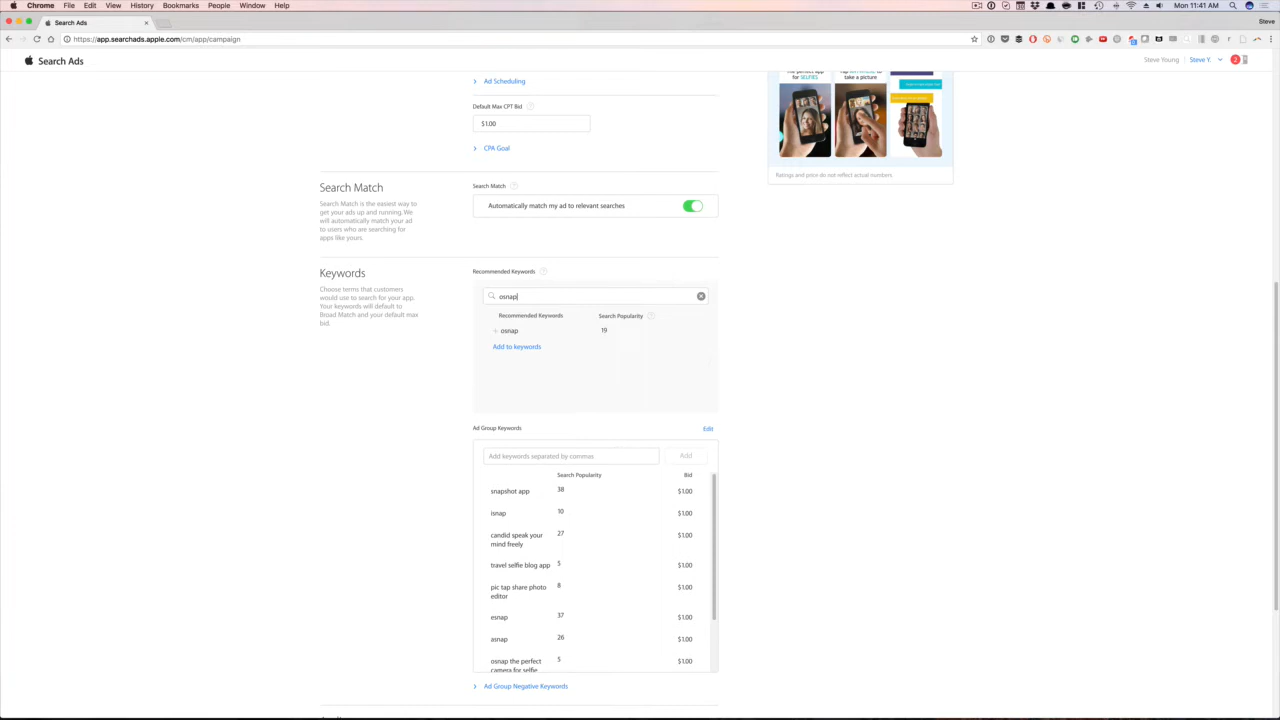 Chrome File Edit View History Bookmarks People Window Help Mon 11:41 AM
Search Ads
Steve
https://app.searchads.apple.com/cm/app/campaign
Search Ads
Steve Young Steve Y. 2
Ad Scheduling
for SELFIES
take a picture
Default Max CPT Bid ?
$1.00
CPA Goal
Ratings and price do not reflect actual numbers.
Search Match
Search Match is the easiest way to
get your ads up and running. We
will automatically match your ad
to users who are searching for
apps like yours.
Search Match ?
Automatically match my ad to relevant searches
Keywords
Choose terms that customers
would use to search for your app.
Your keywords will default to
Broad Match and your default max
bid.
Recommended Keywords ?
osnap
Recommended Keywords Search Popularity ?
+ osnap 19
Add to keywords
Ad Group Keywords Edit
Add keywords separated by commas Add
Search Popularity Bid
snapshot app 38 $1.00
isnap 10 $1.00
candid speak your
mind freely 27 $1.00
travel selfie blog app 5 $1.00
pic tap share photo
editor 8 $1.00
esnap 37 $1.00
asnap 26 $1.00
osnap the perfect
camera for selfie 5 $1.00
Ad Group Negative Keywords